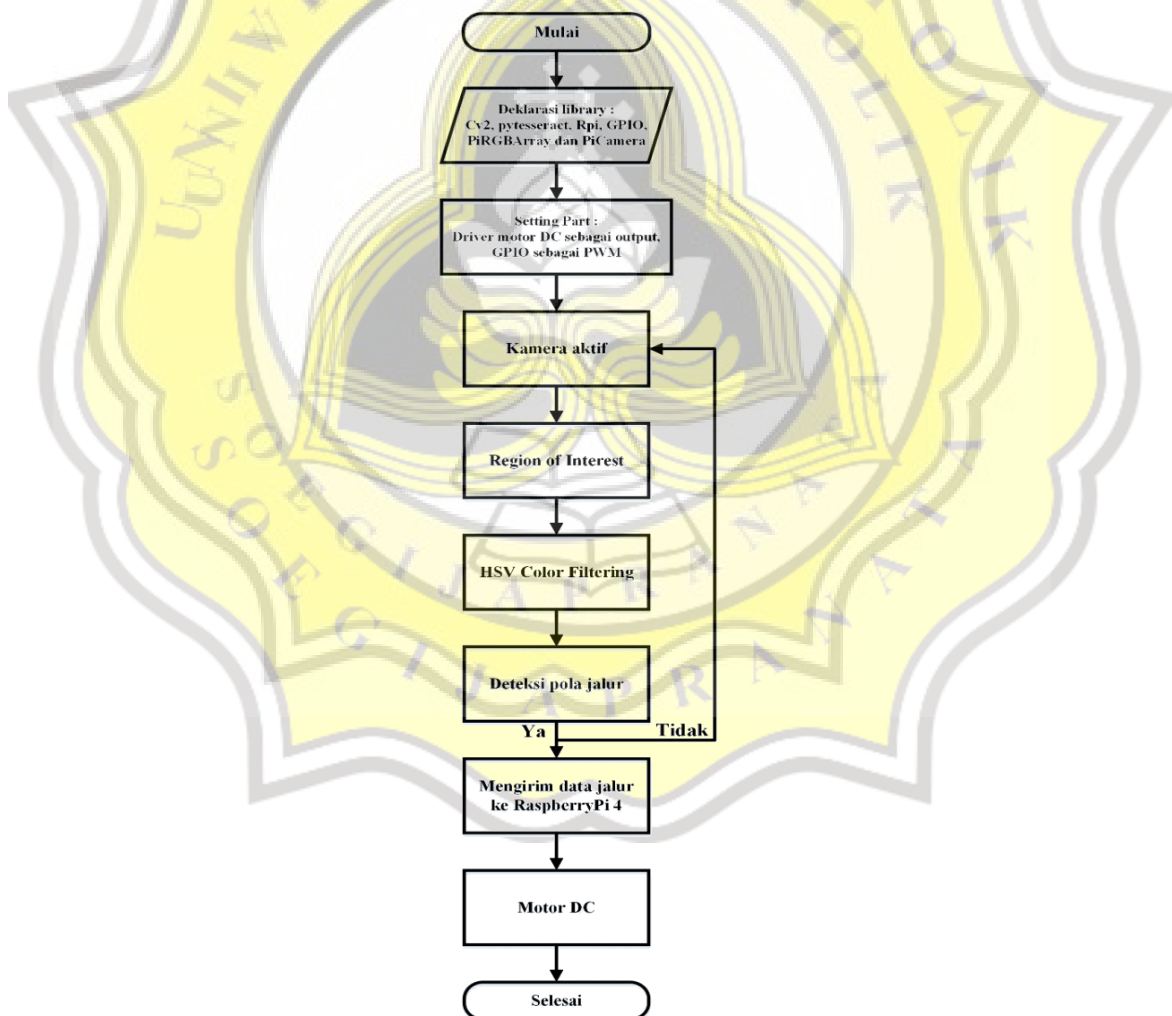 Mulai
Deklarasi library :
Cv2, pytesseract, Rpi, GPIO,
PiRGBArray dan PiCamera
Setting Part :
Driver motor DC sebagai output,
GPIO sebagai PWM
Kamera aktif
Region of Interest
HSV Color Filtering
Deteksi pola jalur
Ya
Tidak
Mengirim data jalur
ke RaspberryPi 4
Motor DC
Selesai
SOEGIJAPRANATA
SOEGIJAPRANATA